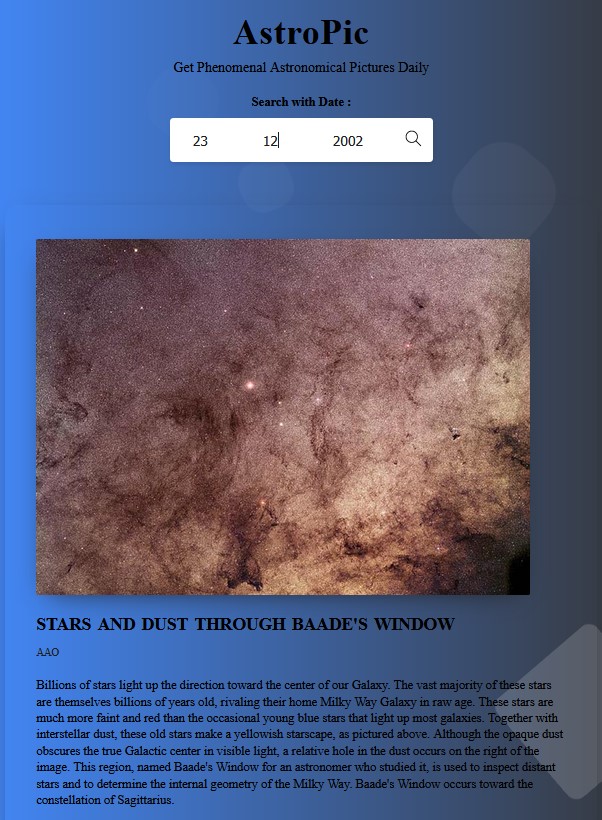 AstroPic
Get Phenomenal Astronomical Pictures Daily
Search with Date :
23 12 2002
STARS AND DUST THROUGH BAADE'S WINDOW
AAO
Billions of stars light up the direction toward the center of our Galaxy. The vast majority of these stars
are themselves billions of years old, rivaling their home Milky Way Galaxy in raw age. These stars are
much more faint and red than the occasional young blue stars that light up most galaxies. Together with
interstellar dust, these old stars make a yellowish starscape, as pictured above. Although the opaque dust
obscures the true Galactic center in visible light, a relative hole in the dust occurs on the right of the
image. This region, named Baade's Window for an astronomer who studied it, is used to inspect distant
stars and to determine the internal geometry of the Milky Way. Baade's Window occurs toward the
constellation of Sagittarius.